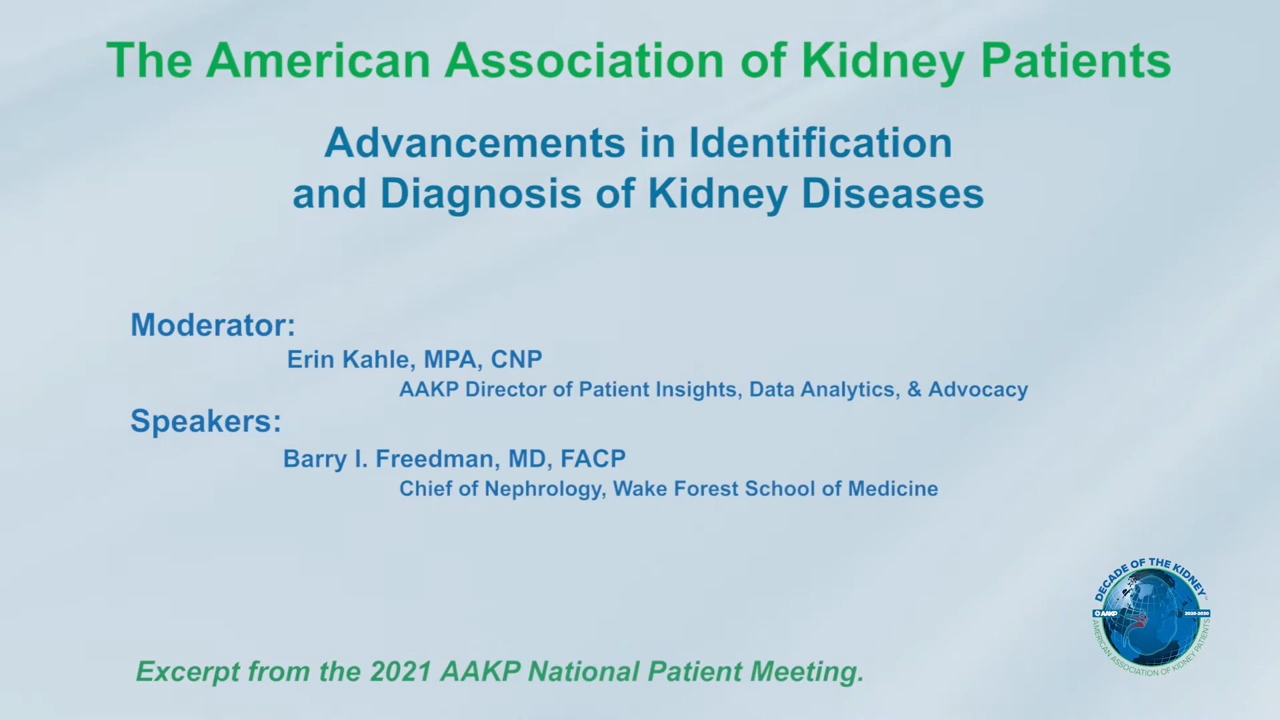 The American Association of Kidney Patients
Advancements in Identification
and Diagnosis of Kidney Diseases
Moderator:
Erin Kahle, MPA, CNP
AAKP Director of Patient Insights, Data Analytics, & Advocacy
Speakers:
Barry I. Freedman, MD, FACP
Chief of Nephrology, Wake Forest School of Medicine
DECADE OF THE KIDNEY™
AAKP
2020-2030
AMERICAN ASSOCIATION OF KIDNEY PATIENTS
Excerpt from the 2021 AAKP National Patient Meeting.